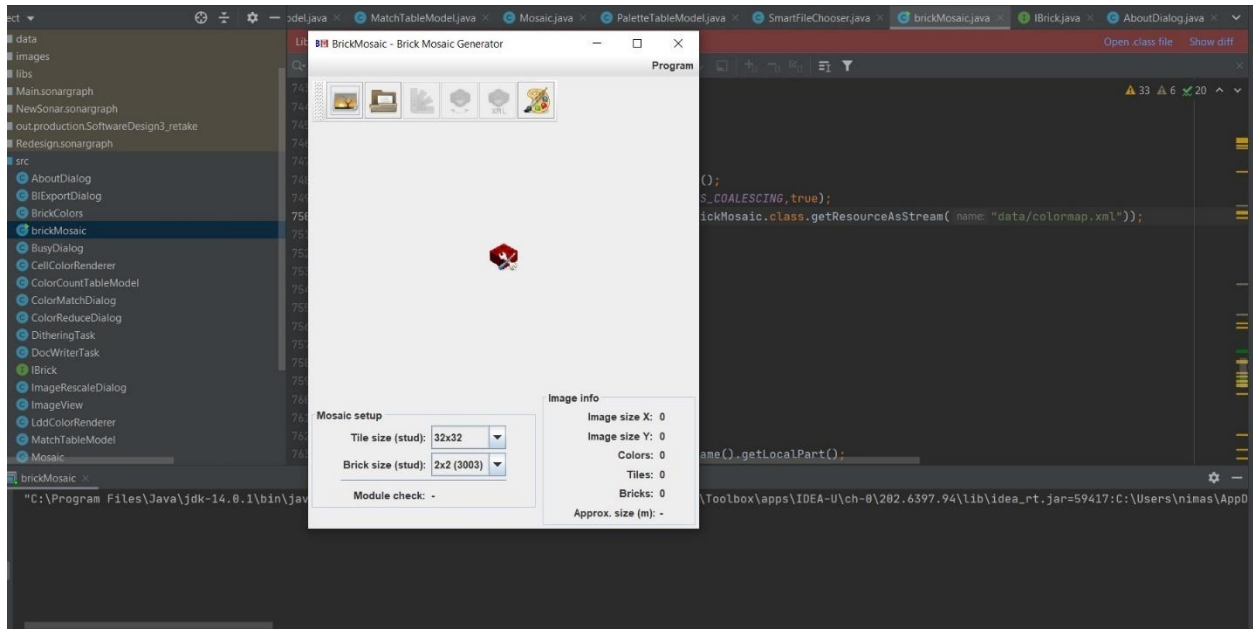 ect
odel.java
MatchTableModel.java
Mosaic.java
PaletteTableModel.java
SmartFileChooser.java
brickMosaic.java
IBrick.java
AboutDialog.java
Open .class file Show diff
33 6 20
data
images
libs
Main.sonargraph
NewSonar.sonargraph
out.production.SoftwareDesign3_retake
Redesign.sonargraph
src
AboutDialog
BIExportDialog
BrickColors
brickMosaic
BusyDialog
CellColorRenderer
ColorCountTableModel
ColorMatchDialog
ColorReduceDialog
DitheringTask
DocWriterTask
IBrick
ImageRescaleDialog
ImageView
LddColorRenderer
MatchTableModel
Mosaic
BM BrickMosaic - Brick Mosaic Generator
Program
XML
Mosaic setup
Tile size (stud): 32x32
Brick size (stud): 2x2 (3003)
Module check: -
Image info
Image size X: 0
Image size Y: 0
Colors: 0
Tiles: 0
Bricks: 0
Approx. size (m): -
();
S_COALESCING,true);
ickMosaic.class.getResourceAsStream( name: "data/colormap.xml"));
ame().getLocalPart();
brickMosaic
"C:\Program Files\Java\jdk-14.0.1\bin\jav
\Toolbox\apps\IDEA-U\ch-0\202.6397.94\lib\idea_rt.jar=59417:C:\Users\nimas\AppD